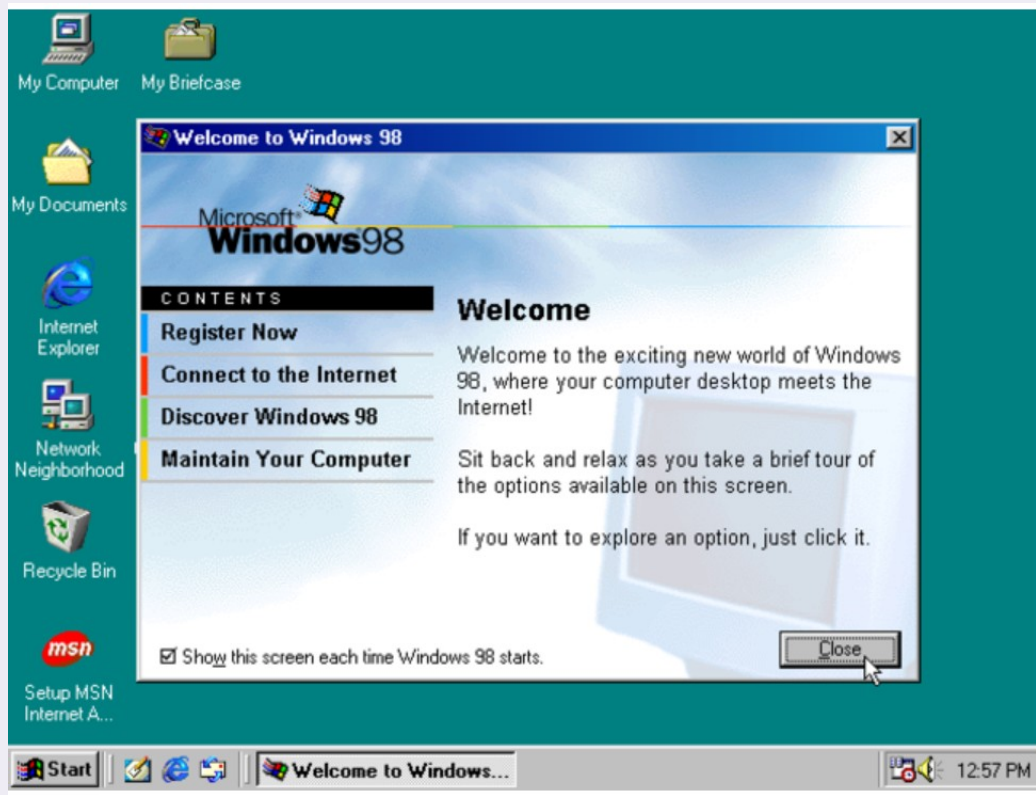 My Computer
My Briefcase
My Documents
Internet
Explorer
Network
Neighborhood
Recycle Bin
msn
Setup MSN
Internet A...
Welcome to Windows 98
Microsoft®
Windows 98
CONTENTS
Register Now
Connect to the Internet
Discover Windows 98
Maintain Your Computer
Welcome
Welcome to the exciting new world of Windows
98, where your computer desktop meets the
Internet!
Sit back and relax as you take a brief tour of
the options available on this screen.
If you want to explore an option, just click it.
Show this screen each time Windows 98 starts.
Close
Start
Welcome to Windows...
12:57 PM